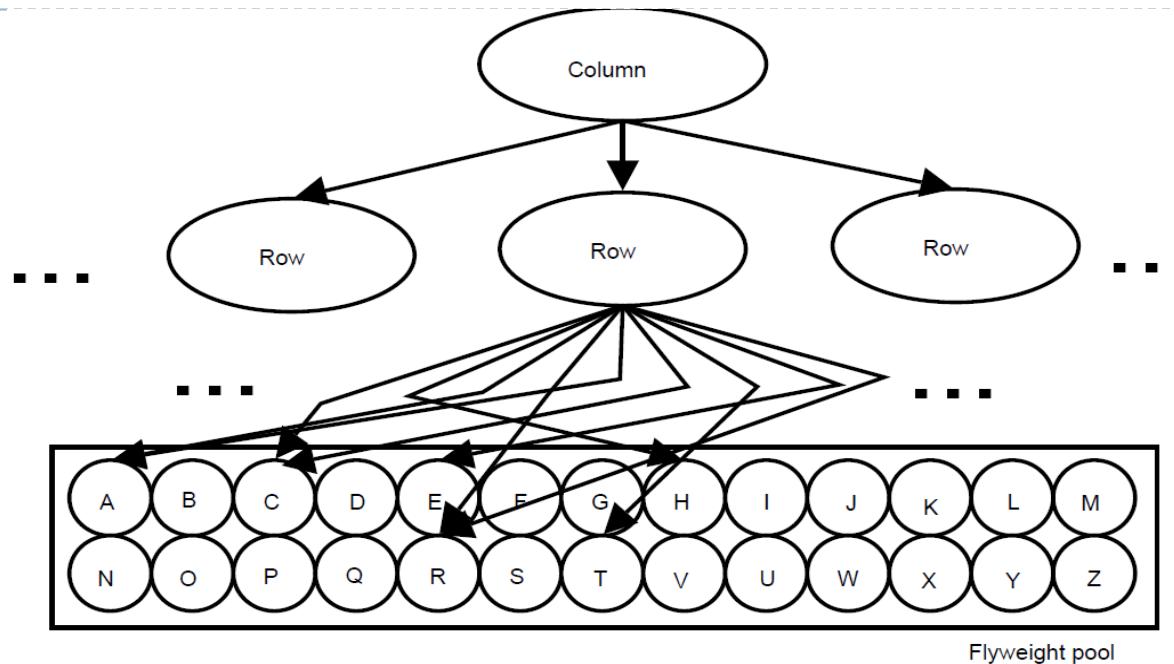 Column
Row Row Row
A B C D E F G H I J K L M
N O P Q R S T V U W X Y Z
Flyweight pool